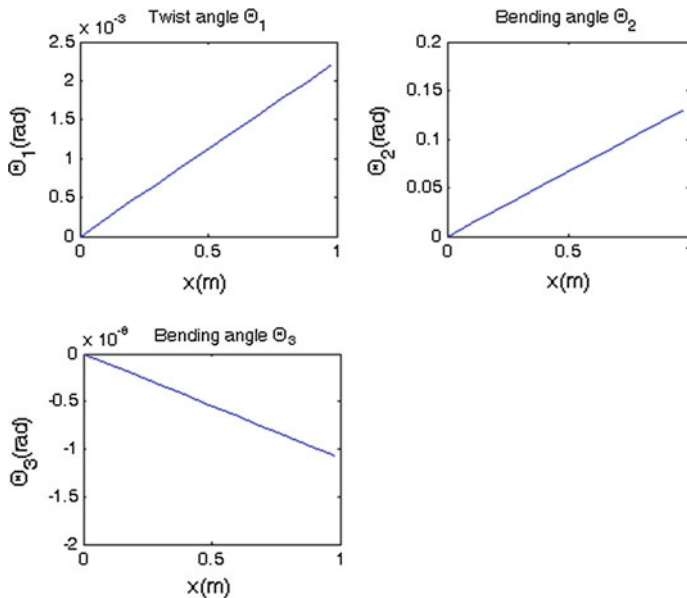 × 10⁻³
Twist angle Θ₁
2.5
2
1.5
1
0.5
0
Θ₁(rad)
0 0.5 1
x(m)
Bending angle Θ₂
0.2
0.15
0.1
0.05
0
Θ₂(rad)
0 0.5 1
x(m)
Bending angle Θ₃
0
-0.5
-1
-1.5
-2
Θ₃(rad)
0 0.5 1
x(m)